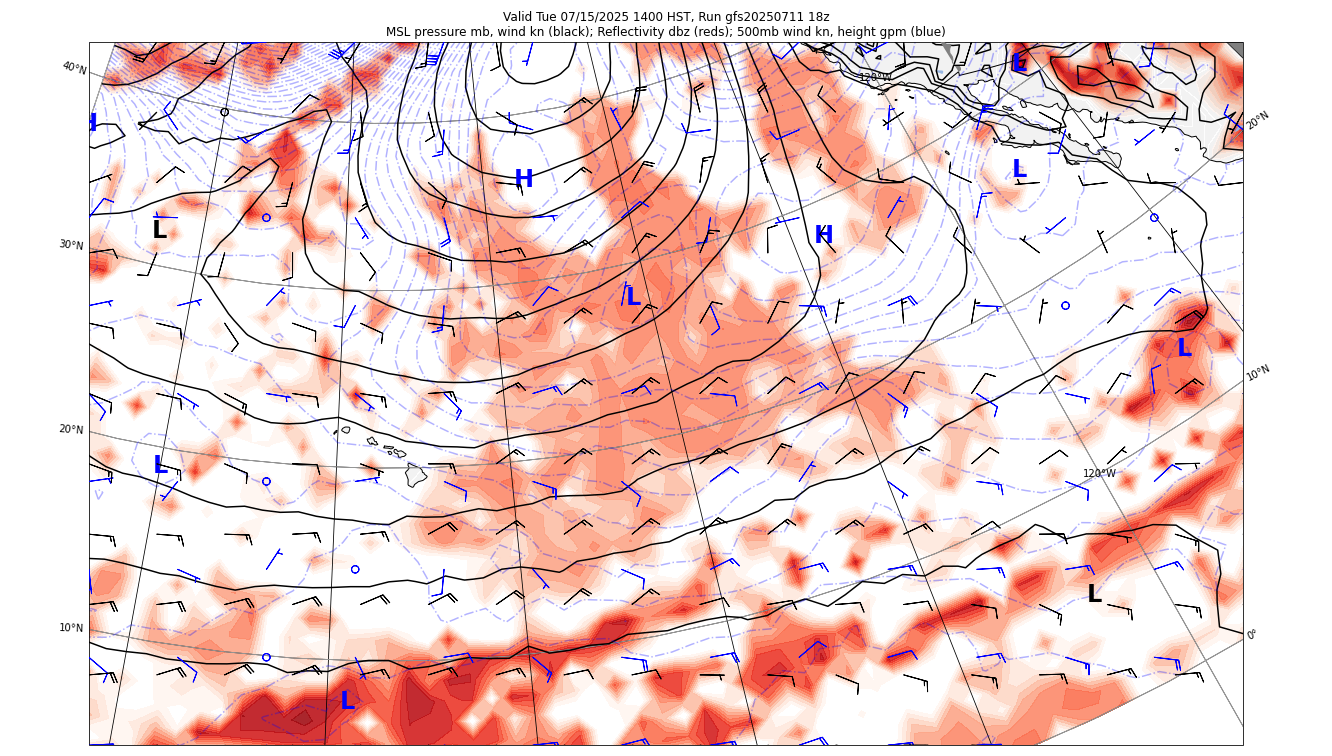 Valid Tue 07/15/2025 1400 HST, Run gfs20250711 18z
MSL pressure mb, wind kn (black); Reflectivity dbz (reds); 500mb wind kn, height gpm (blue)
40°N
120°W
L
H
20°N
L
H
L
H
30°N
L
L
10°N
20°N
L
120°W
L
10°N
0°
L